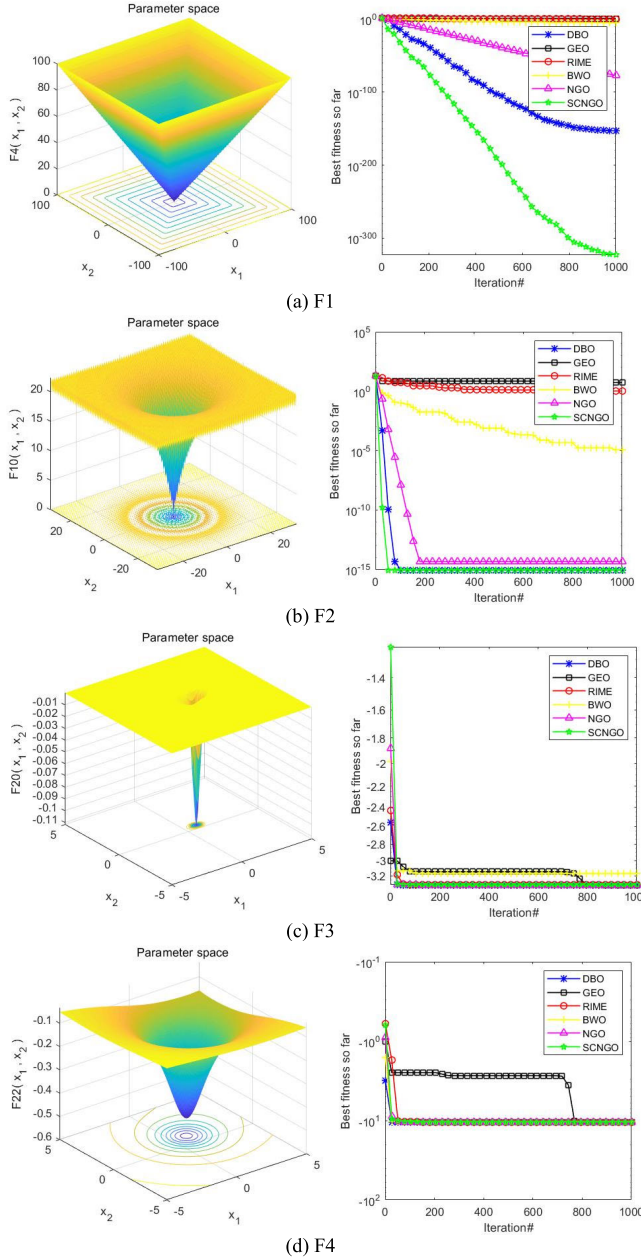 Parameter space
F4( x1 , x2 )
100
80
60
40
20
0
100
0
-100
x2
-100
0
100
x1
Best fitness so far
10^0
10^-100
10^-200
10^-300
DBO
GEO
RIME
BWO
NGO
SCNGO
0
200
400
600
800
1000
Iteration#
(a) F1
Parameter space
F10( x1 , x2 )
20
15
10
5
0
20
0
-20
x2
-20
0
20
x1
Best fitness so far
10^5
10^0
10^-5
10^-15
DBO
GEO
RIME
BWO
NGO
SCNGO
0
200
400
600
800
1000
Iteration#
(b) F2
Parameter space
F20( x1 , x2 )
-0.01
-0.02
-0.03
-0.04
-0.05
-0.06
-0.07
-0.08
-0.09
-0.1
-0.11
5
0
-5
x2
-5
0
5
x1
Best fitness so far
-1.4
-1.6
-1.8
-2
-2.2
-2.4
-2.6
-2.8
-3
-3.2
DBO
GEO
RIME
BWO
NGO
SCNGO
0
200
400
600
800
1000
Iteration#
(c) F3
Parameter space
F22( x1 , x2 )
-0.1
-0.2
-0.3
-0.4
-0.5
-0.6
5
0
-5
x2
-5
0
5
x1
Best fitness so far
-10^-1
-10^0
-10^1
-10^2
DBO
GEO
RIME
BWO
NGO
SCNGO
0
200
400
600
800
1000
Iteration#
(d) F4